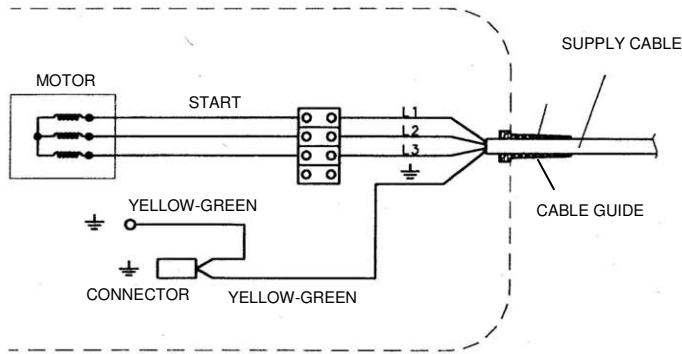 SUPPLY CABLE
MOTOR
START
L1
L2
L3
CABLE GUIDE
YELLOW-GREEN
CONNECTOR
YELLOW-GREEN